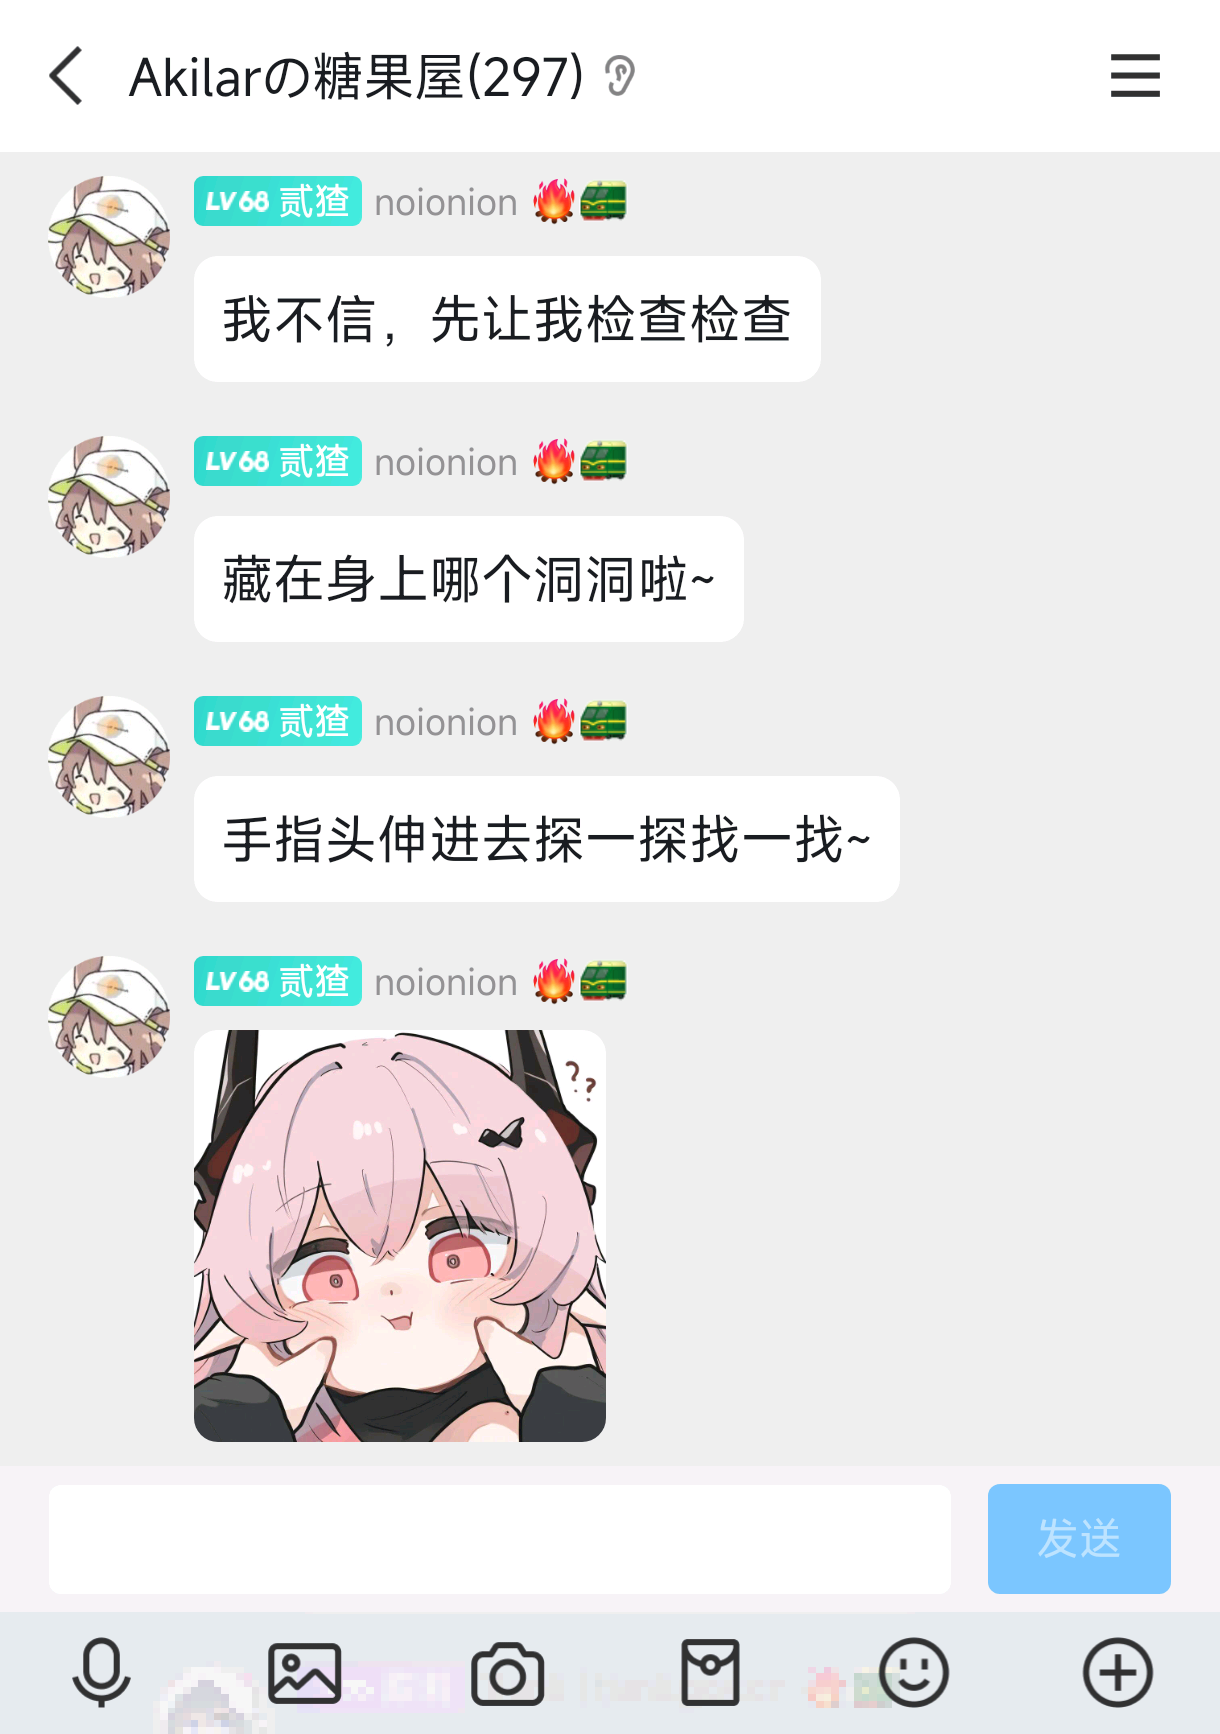 Akilarの糖果屋(297)
LV68 贰猹 noionion
我不信，先让我检查检查
LV68 贰猹 noionion
藏在身上哪个洞洞啦~
LV68 贰猹 noionion
手指头伸进去探一探找一找~
LV68 贰猹 noionion
??
发送